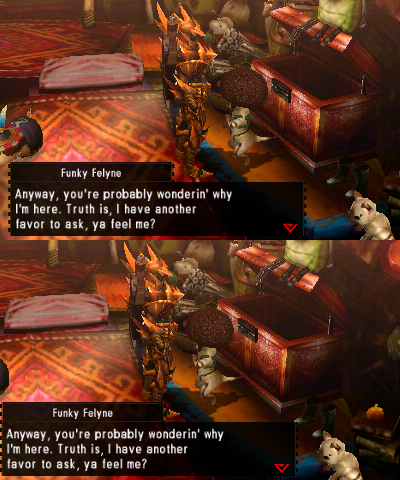 Funky Felyne
Anyway, you're probably wonderin' why
I'm here. Truth is, I have another
favor to ask, ya feel me?
Funky Felyne
Anyway, you're probably wonderin' why
I'm here. Truth is, I have another
favor to ask, ya feel me?